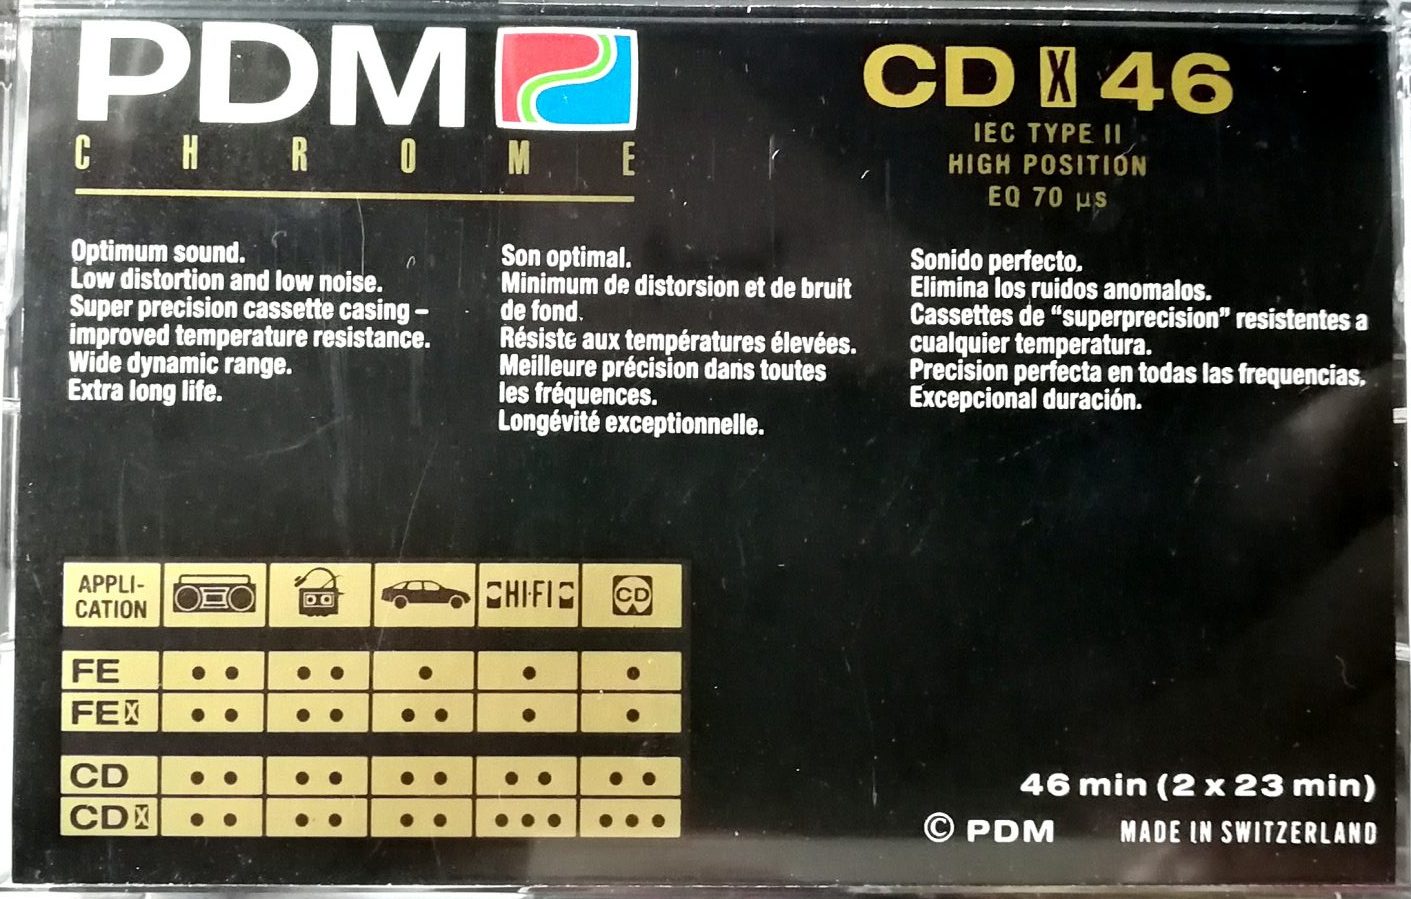 PDM
CHROME
CD X 46
IEC TYPE II
HIGH POSITION
EQ 70 µs
Optimum sound.
Low distortion and low noise.
Super precision cassette casing –
improved temperature resistance.
Wide dynamic range.
Extra long life.
Son optimal.
Minimum de distorsion et de bruit
de fond.
Résiste aux températures élevées.
Meilleure précision dans toutes
les fréquences.
Longévité exceptionnelle.
Sonido perfecto.
Elimina los ruidos anomalos.
Cassettes de “superprecision” resistentes a
cualquier temperatura.
Precision perfecta en todas las frequencias.
Excepcional duración.
APPLI-
CATION
HI·FI
CD
FE
FE X
CD
CD X
46 min (2 x 23 min)
© PDM MADE IN SWITZERLAND